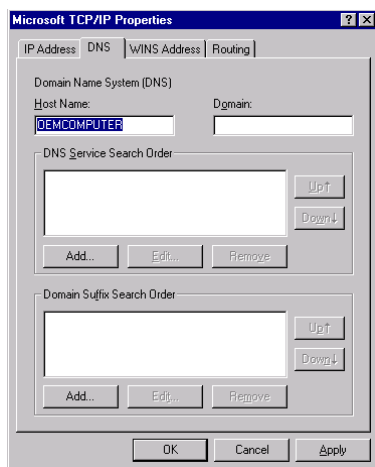 Microsoft TCP/IP Properties
IP Address DNS WINS Address Routing
Domain Name System (DNS)
Host Name: Domain:
OEMCOMPUTER
DNS Service Search Order
Up↑
Down↓
Add... Edit... Remove
Domain Suffix Search Order
Up↑
Down↓
Add... Edit... Remove
OK Cancel Apply